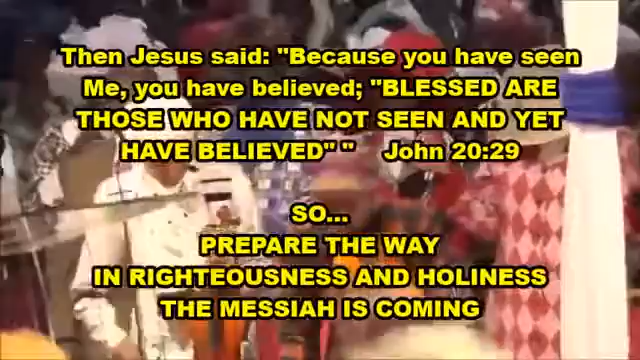 Then Jesus said: "Because you have seen
Me, you have believed; "BLESSED ARE
THOSE WHO HAVE NOT SEEN AND YET
HAVE BELIEVED" " John 20:29
SO...
PREPARE THE WAY
IN RIGHTEOUSNESS AND HOLINESS
THE MESSIAH IS COMING